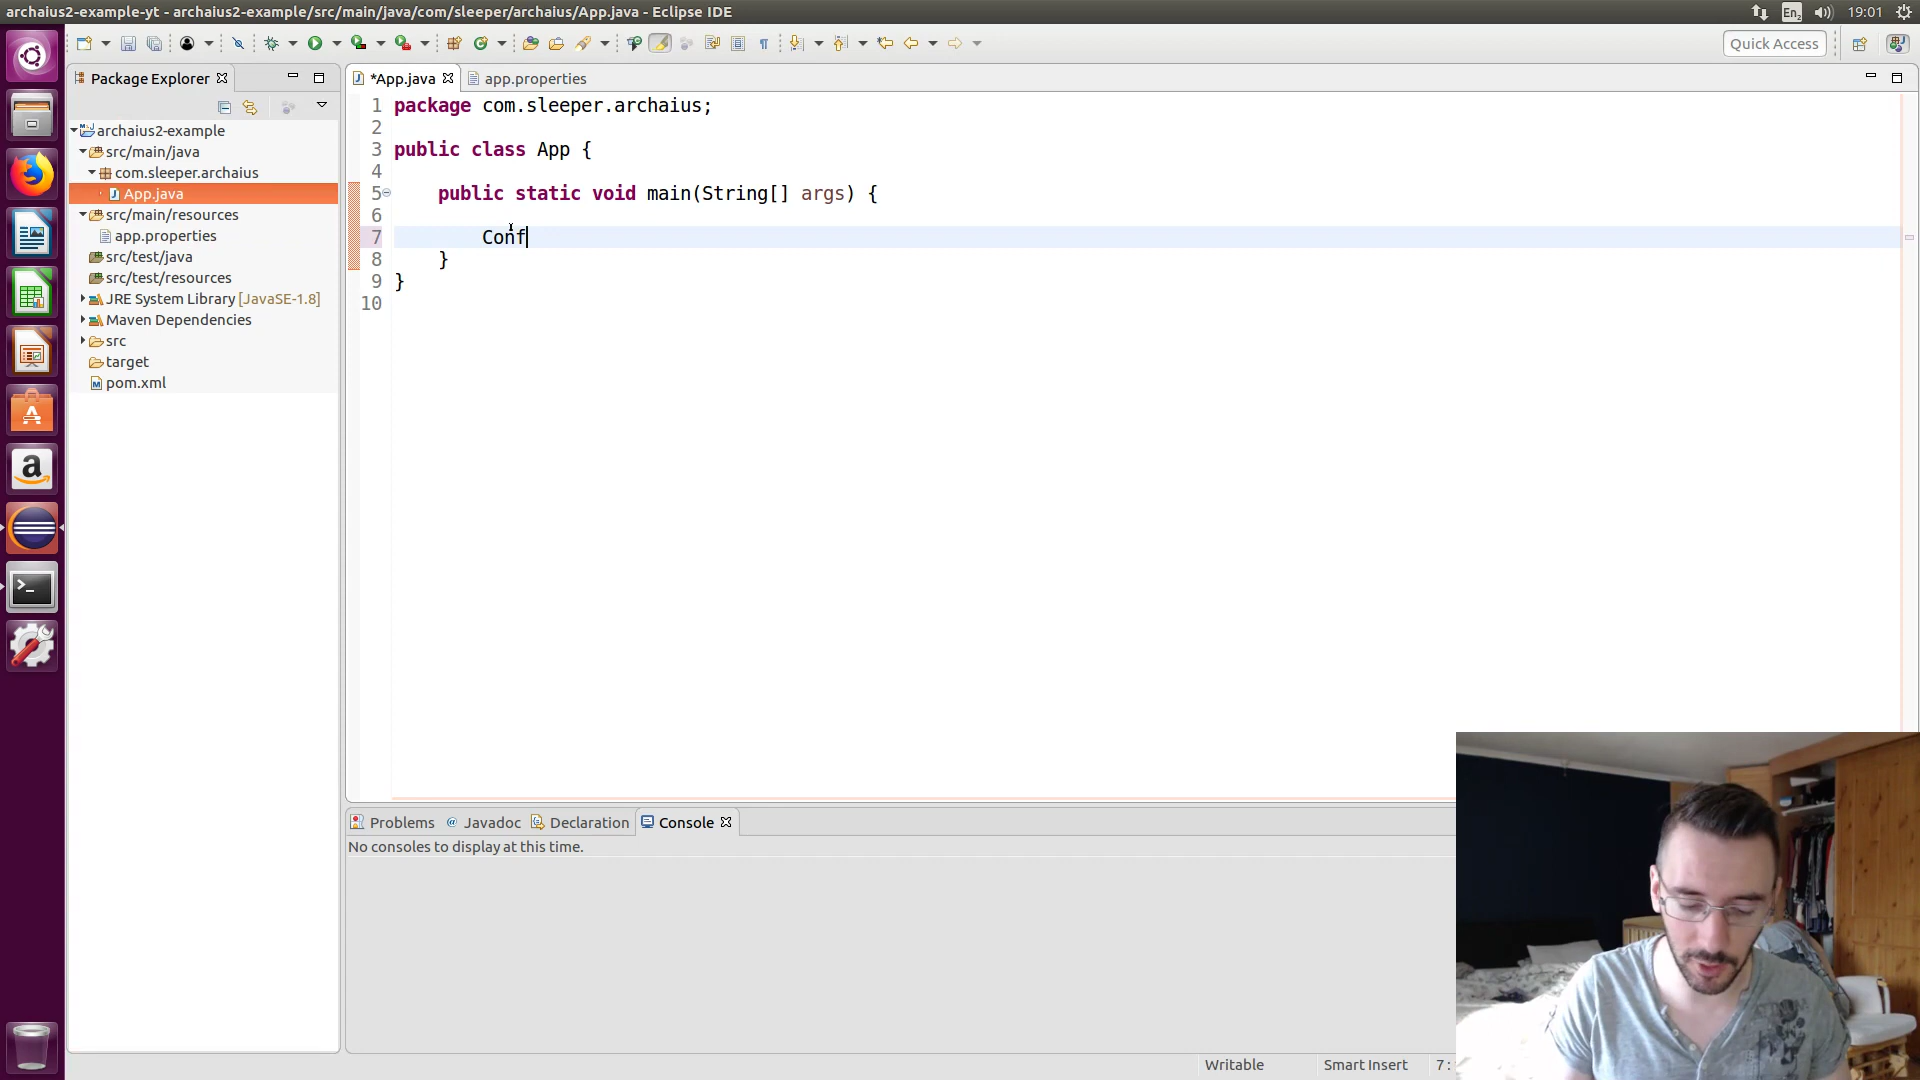 archaius2-example-yt - archaius2-example/src/main/java/com/sleeper/archaius/App.java - Eclipse IDE
En2
19:01
Quick Access
Package Explorer
*App.java
app.properties
archaius2-example
src/main/java
com.sleeper.archaius
App.java
src/main/resources
app.properties
src/test/java
src/test/resources
JRE System Library [JavaSE-1.8]
Maven Dependencies
src
target
pom.xml
1 package com.sleeper.archaius;
2
3 public class App {
4
5 public static void main(String[] args) {
6
7 Conf
8 }
9 }
10
Problems
Javadoc
Declaration
Console
No consoles to display at this time.
Writable
Smart Insert
7: